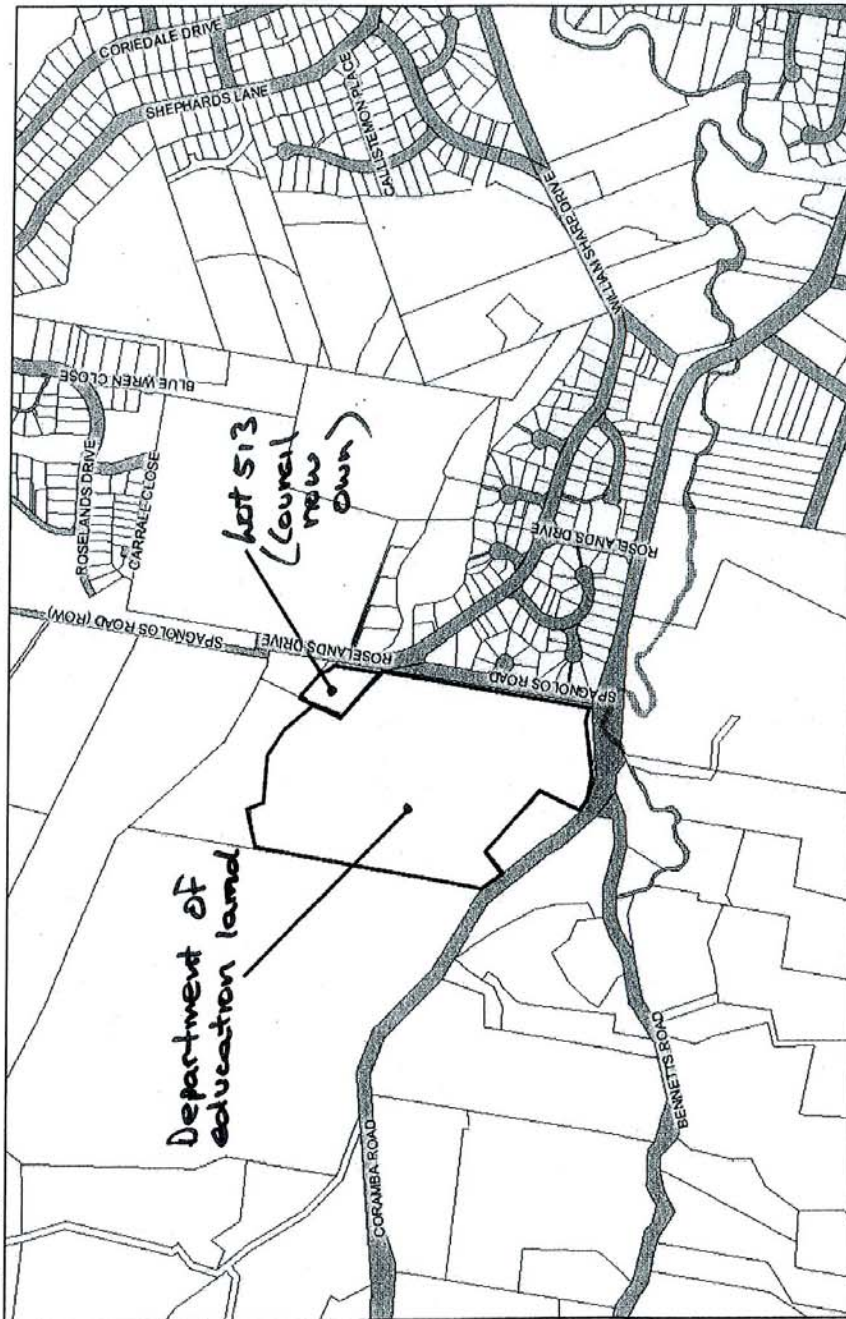 CORIEDALE DRIVE
SHEPHARDS LANE
CALLISTEMON PLACE
WILLIAM SHARP DRIVE
BLUE WREN CLOSE
ROSELANDS DRIVE
CARRALE CLOSE
Lot 513
(Council
now
own)
SPAGNOLOS ROAD (ROW)
ROSELANDS DRIVE
ROSELANDS DRIVE
SPAGNOLOS ROAD
Department of
education land
CORAMBA ROAD
BENNETTS ROAD